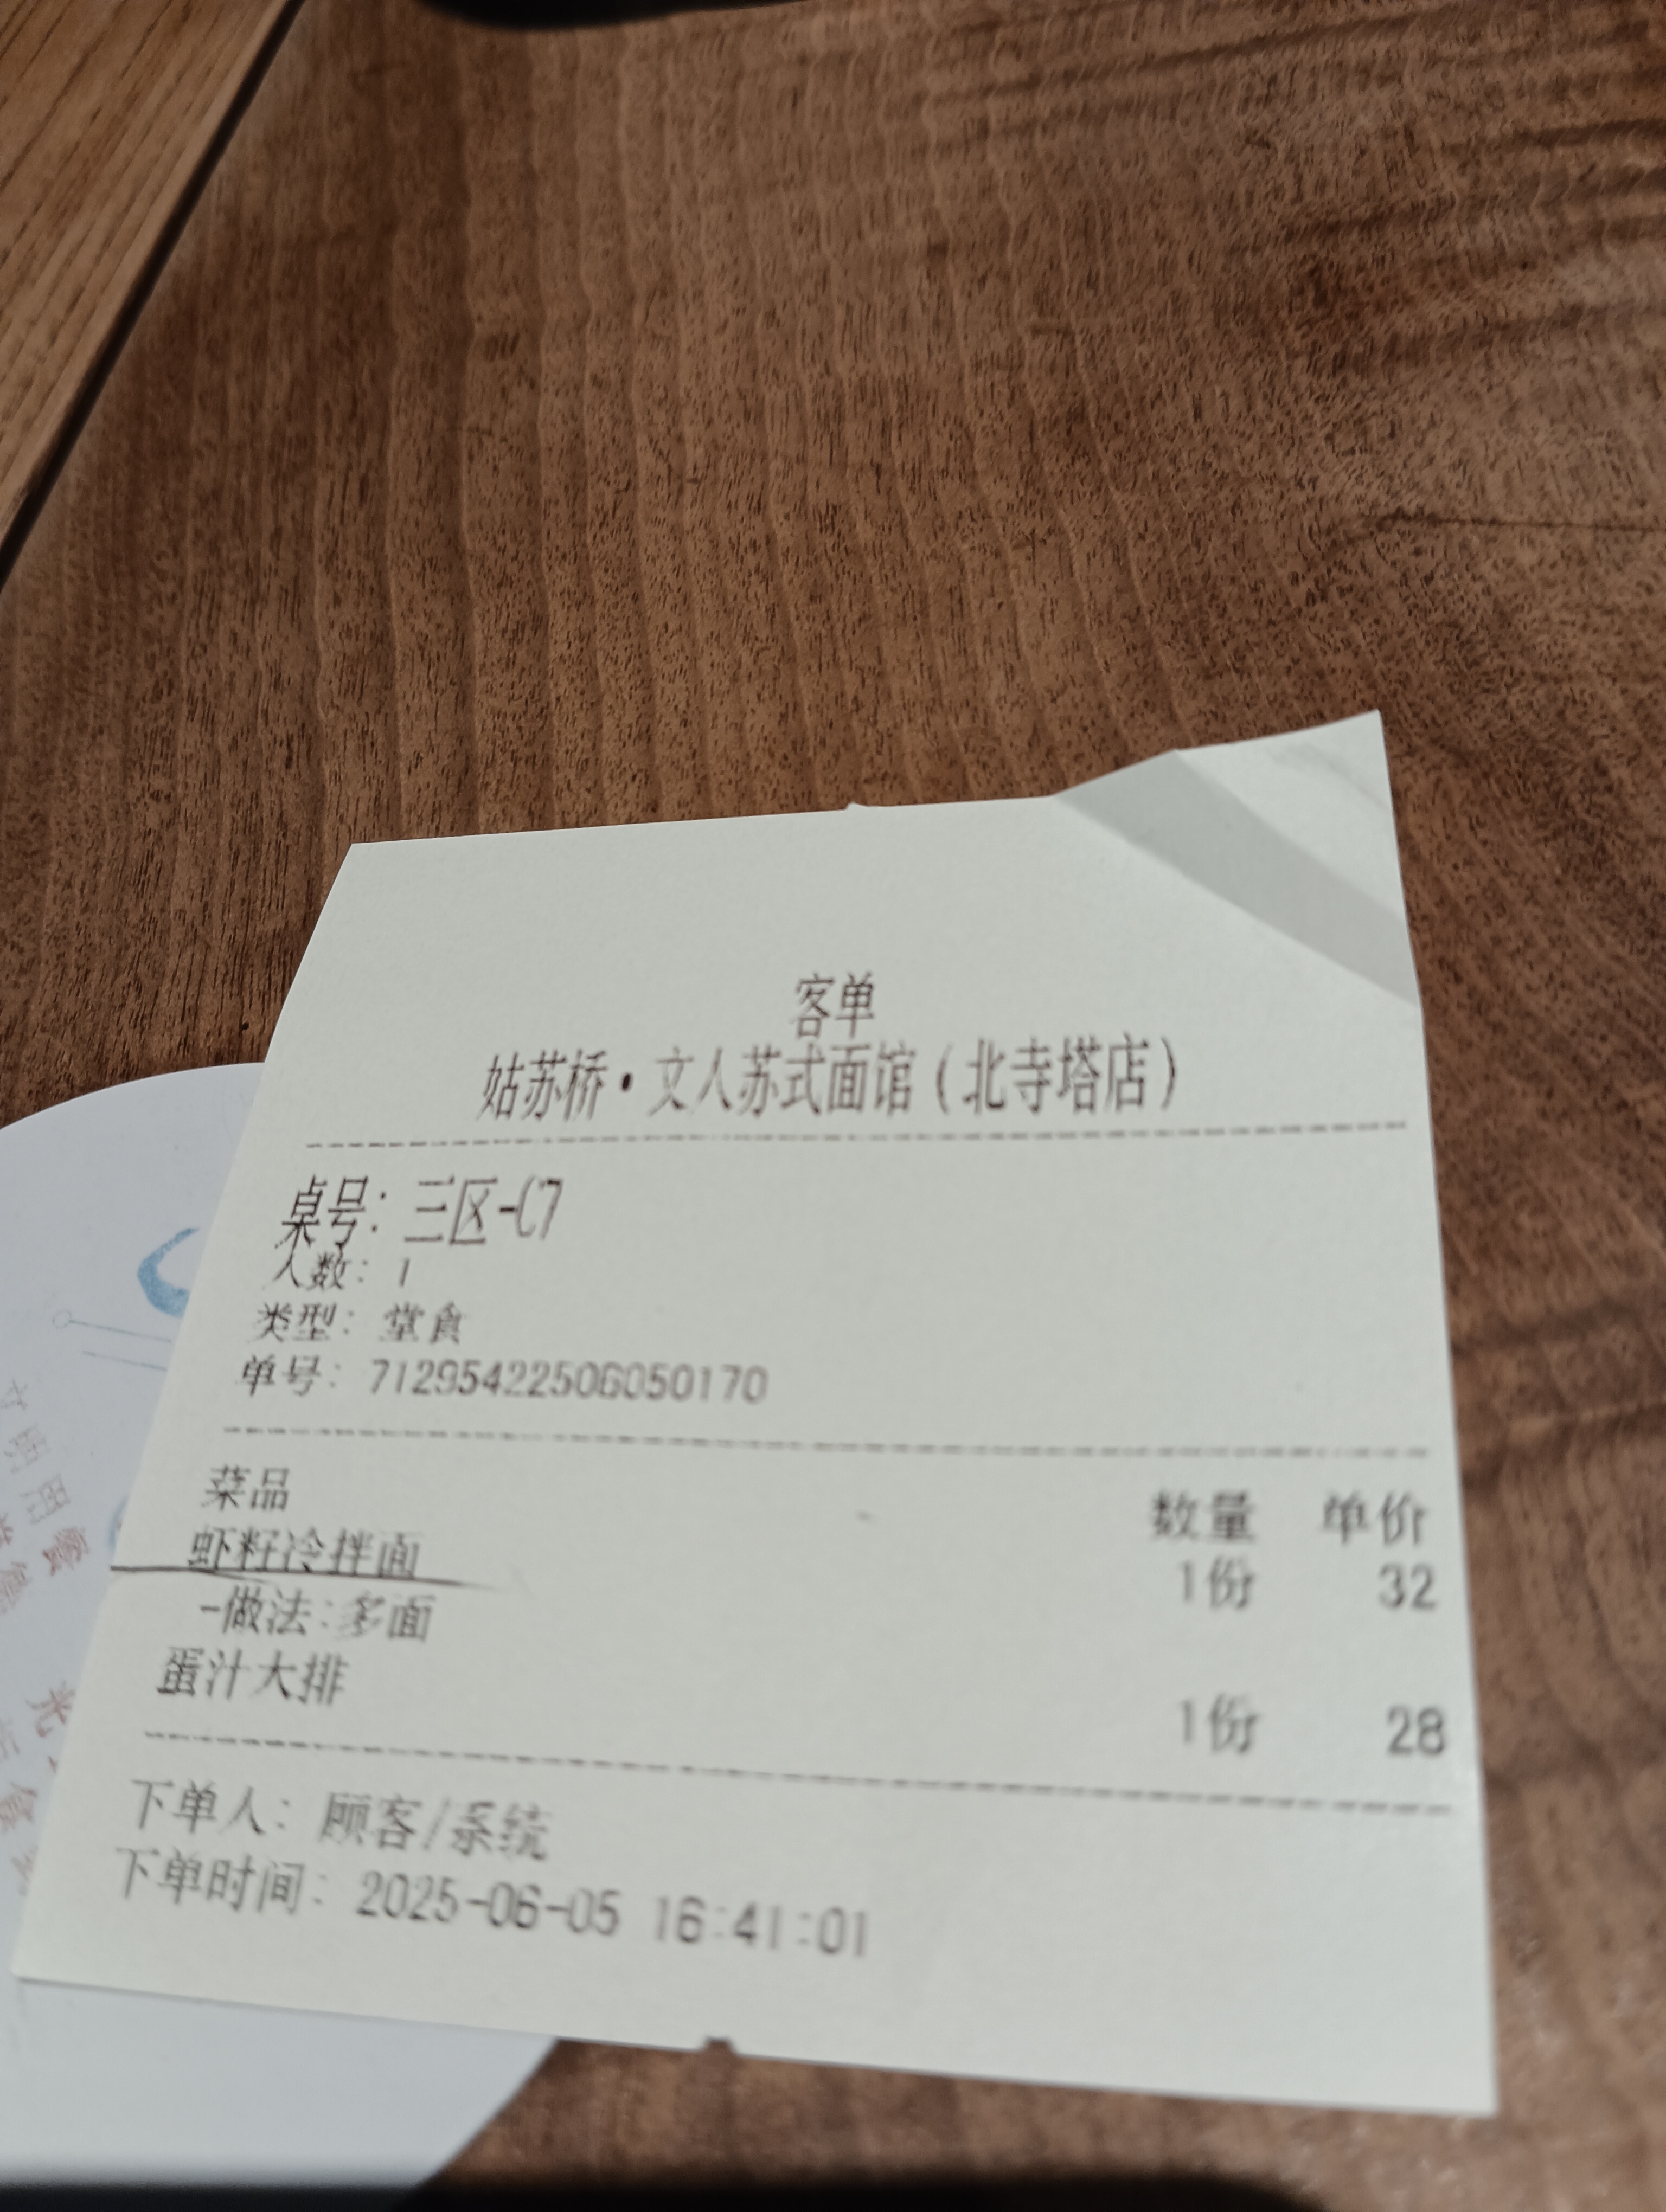 客单
姑苏桥·文人苏式面馆(北寺塔店)
桌号: 三区-C7
人数: 1
类型: 堂食
单号: 71295422506050170
菜品 数量 单价
虾籽冷拌面 1份 32
-做法:多面
蛋汁大排 1份 28
下单人: 顾客/系统
下单时间: 2025-06-05 16:41:01